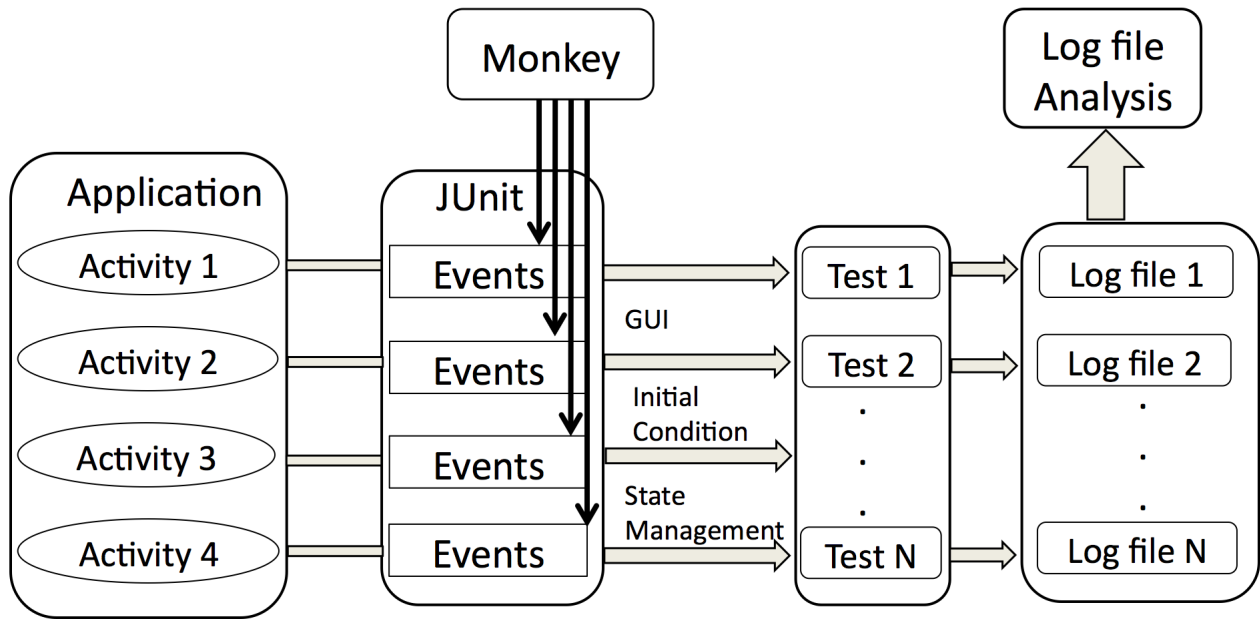 Monkey
Log file
Analysis
Application
Activity 1
Activity 2
Activity 3
Activity 4
JUnit
Events
Events
Events
Events
GUI
Initial
Condition
State
Management
Test 1
Test 2
.
.
.
Test N
Log file 1
Log file 2
.
.
.
Log file N